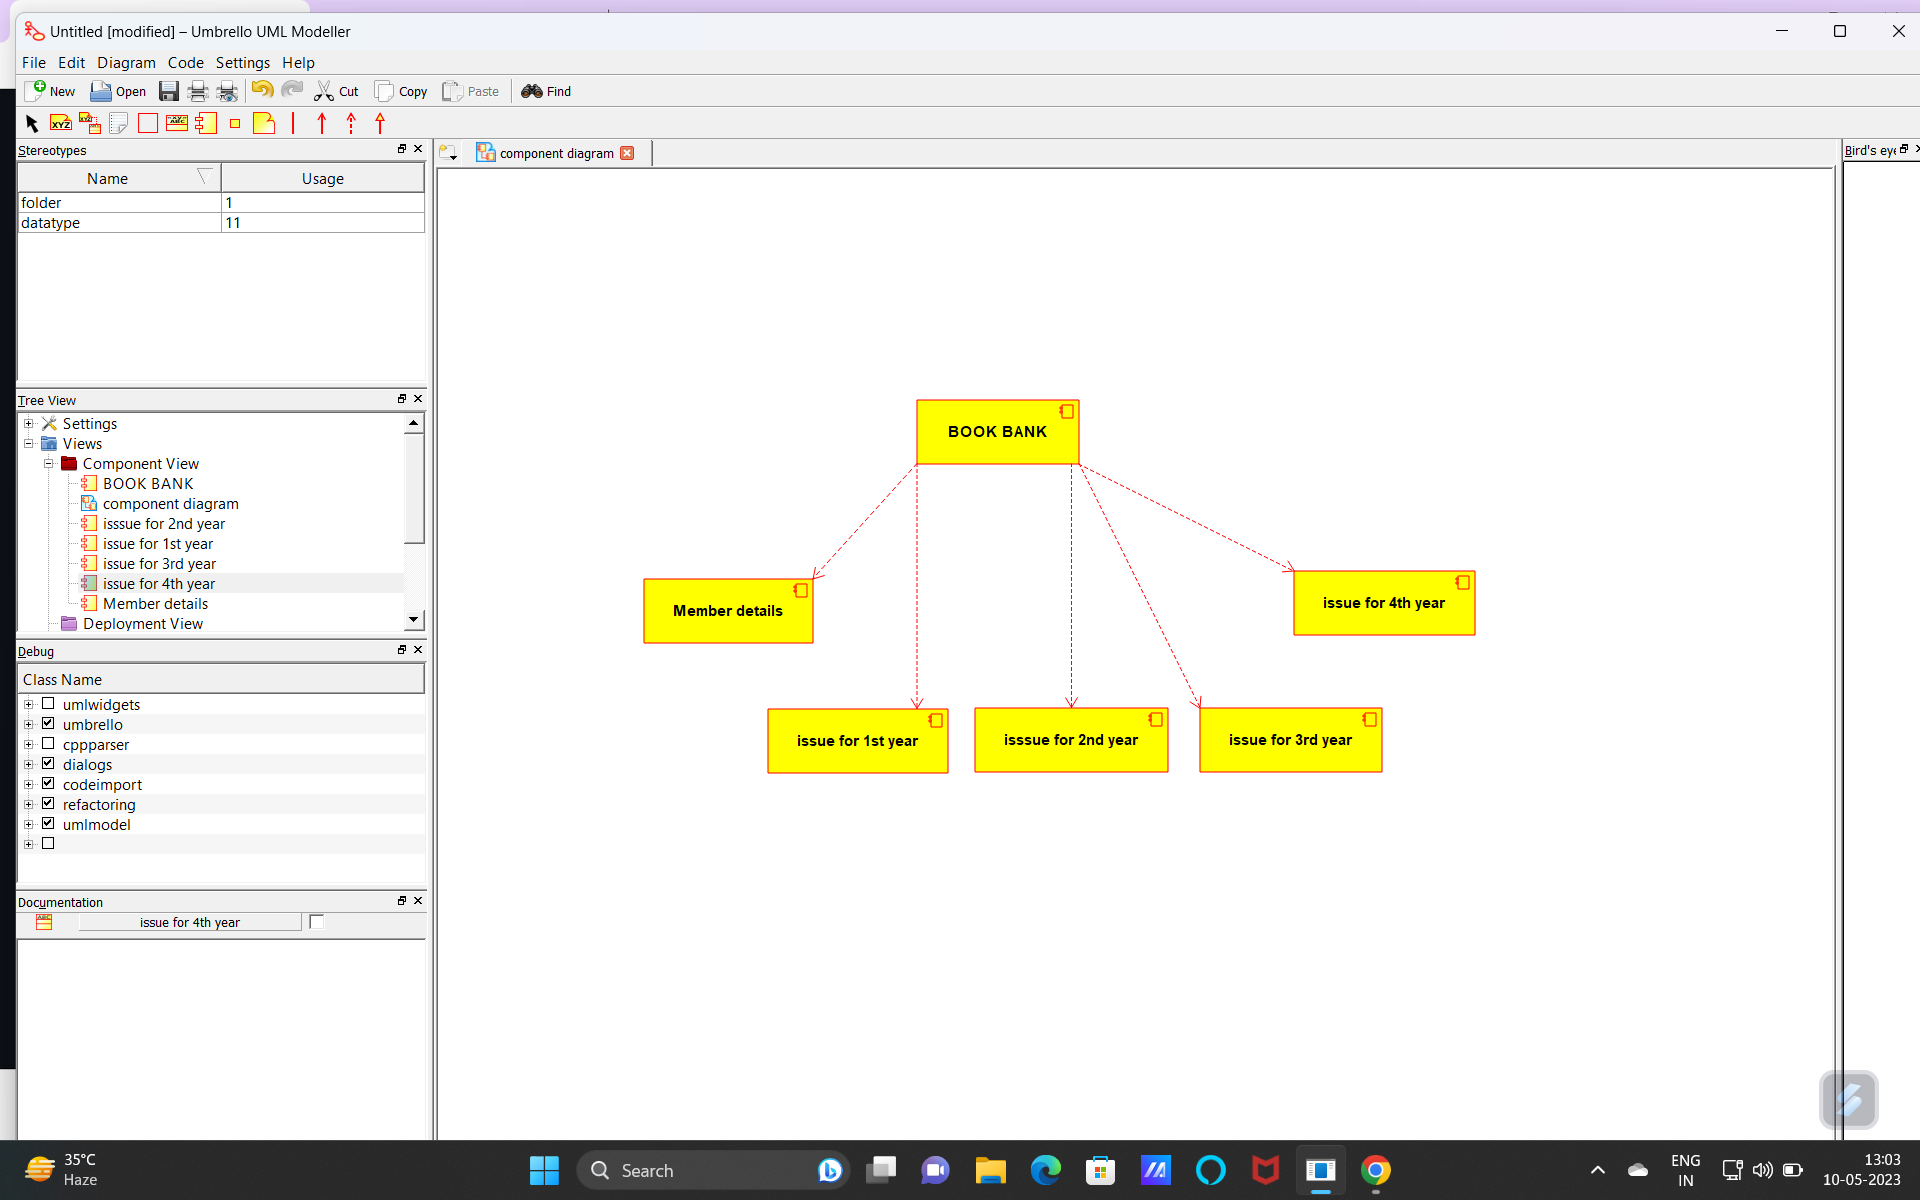 Untitled [modified] – Umbrello UML Modeller
File Edit Diagram Code Settings Help
New Open Cut Copy Paste Find
XYZ
Stereotypes
component diagram
Bird's eye
Name Usage
folder 1
datatype 11
Tree View
Settings
Views
Component View
BOOK BANK
component diagram
isssue for 2nd year
issue for 1st year
issue for 3rd year
issue for 4th year
Member details
Deployment View
Debug
Class Name
umlwidgets
umbrello
cppparser
dialogs
codeimport
refactoring
umlmodel
Documentation
issue for 4th year
BOOK BANK
Member details
issue for 4th year
issue for 1st year
isssue for 2nd year
issue for 3rd year
35°C
Haze
Search
ENG
IN
13:03
10-05-2023